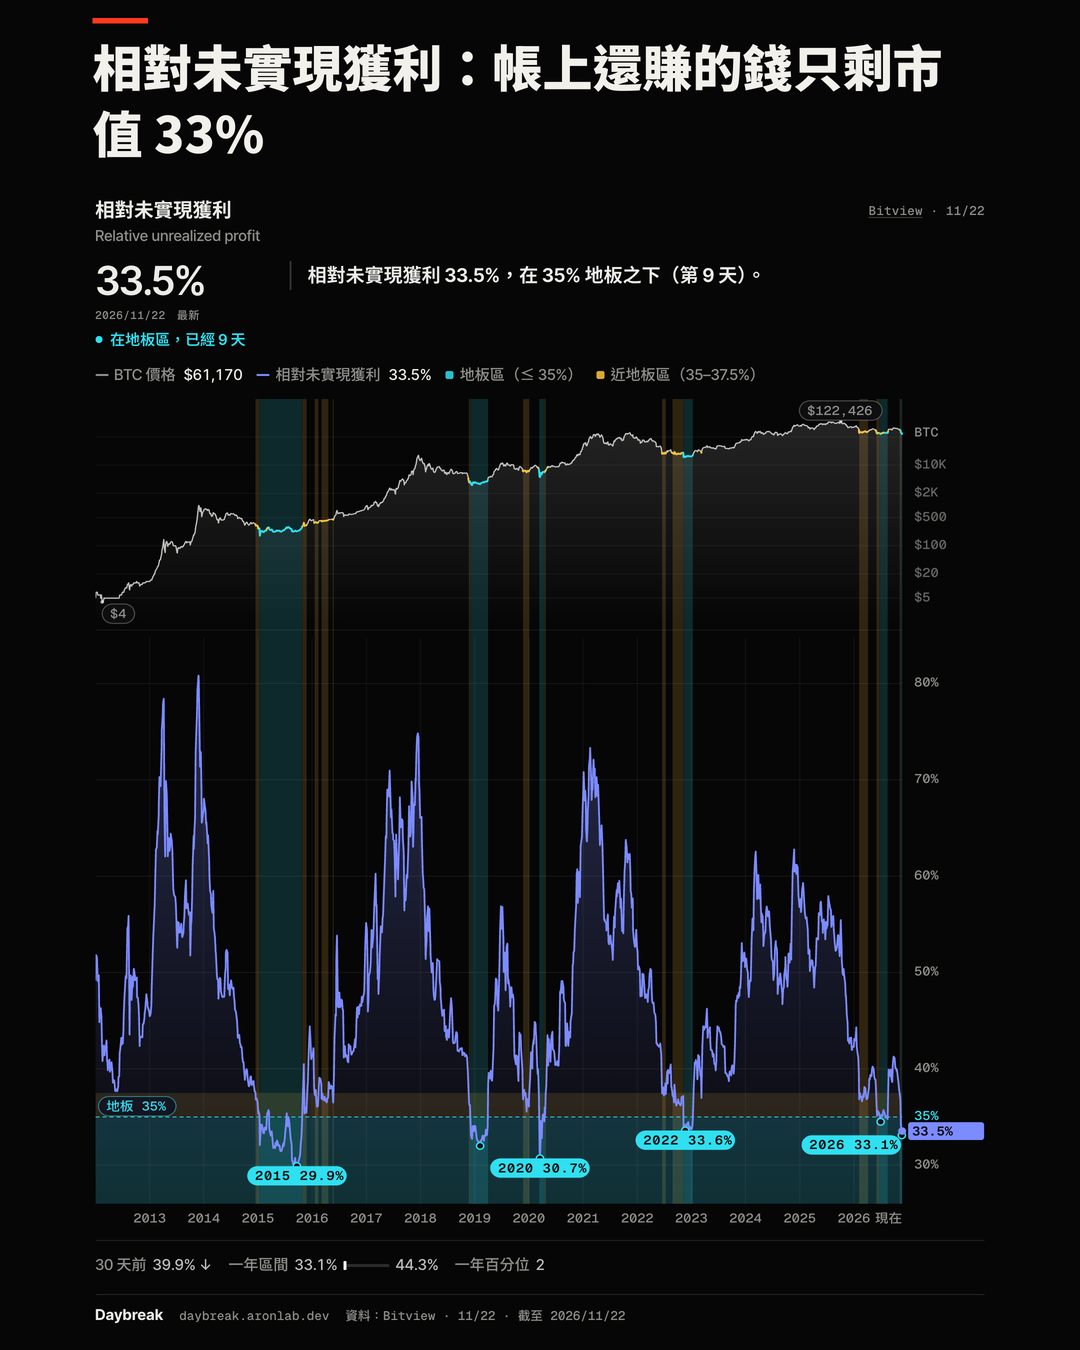 相對未實現獲利：帳上還賺的錢只剩市
值 33%
相對未實現獲利
Bitview · 11/22
Relative unrealized profit
33.5%
相對未實現獲利 33.5%，在 35% 地板之下（第 9 天）。
2026/11/22 最新
在地板區，已經 9 天
BTC 價格 $61,170 相對未實現獲利 33.5% 地板區（≤ 35%） 近地板區（35–37.5%）
$122,426
BTC
$10K
$2K
$500
$100
$20
$5
$4
80%
70%
60%
50%
40%
地板 35%
35%
33.5%
2022 33.6%
2026 33.1%
30%
2020 30.7%
2015 29.9%
2013 2014 2015 2016 2017 2018 2019 2020 2021 2022 2023 2024 2025 2026 現在
30 天前 39.9% ↓ 一年區間 33.1% 44.3% 一年百分位 2
Daybreak daybreak.aronlab.dev 資料：Bitview · 11/22 · 截至 2026/11/22